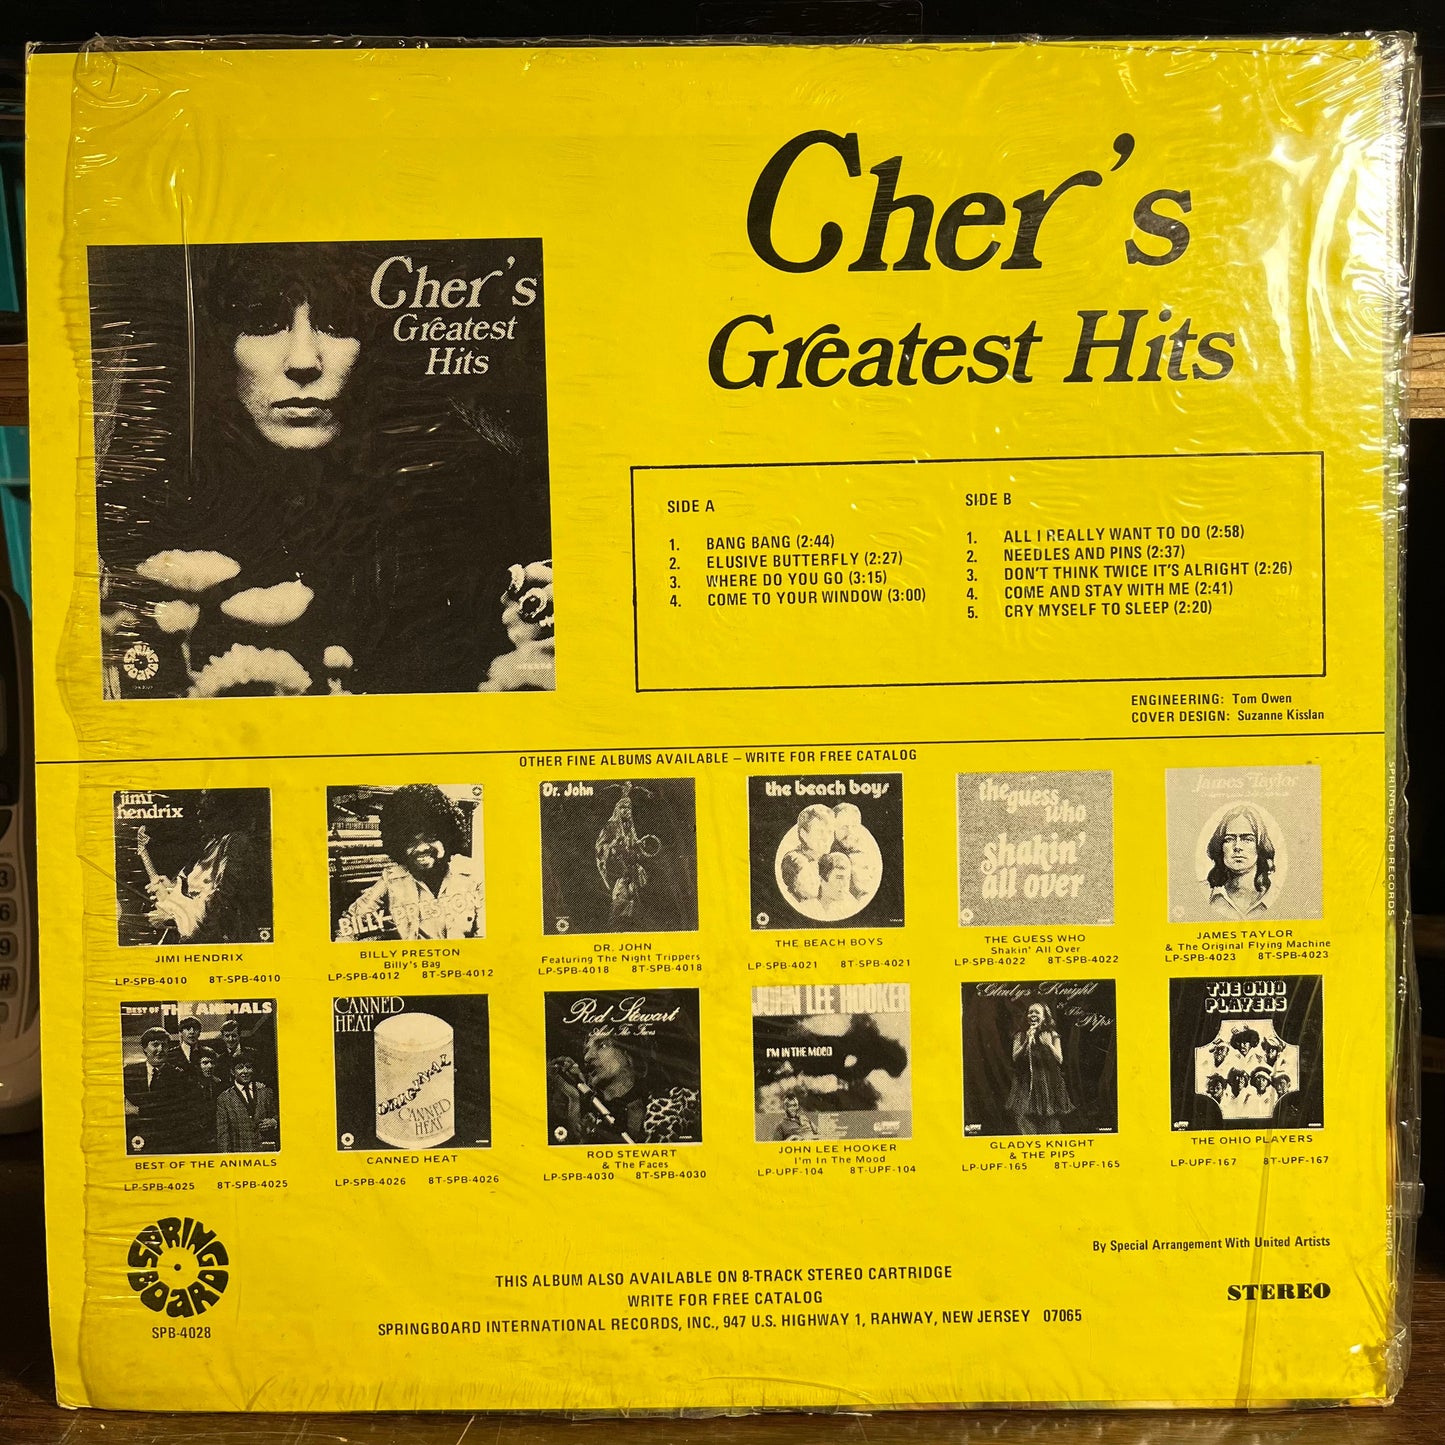 Cher's
Greatest Hits
Cher's
Greatest
Hits
SPRINGBOARD
SIDE A
1. BANG BANG (2:44)
2. ELUSIVE BUTTERFLY (2:27)
3. WHERE DO YOU GO (3:15)
4. COME TO YOUR WINDOW (3:00)
SIDE B
1. ALL I REALLY WANT TO DO (2:58)
2. NEEDLES AND PINS (2:37)
3. DON'T THINK TWICE IT'S ALRIGHT (2:26)
4. COME AND STAY WITH ME (2:41)
5. CRY MYSELF TO SLEEP (2:20)
ENGINEERING: Tom Owen
COVER DESIGN: Suzanne Kisslan
OTHER FINE ALBUMS AVAILABLE – WRITE FOR FREE CATALOG
jimi
hendrix
JIMI HENDRIX
LP-SPB-4010 8T-SPB-4010
BILLY PRESTON
BILLY PRESTON
Billy's Bag
LP-SPB-4012 8T-SPB-4012
Dr. John
DR. JOHN
Featuring The Night Trippers
LP-SPB-4018 8T-SPB-4018
the beach boys
THE BEACH BOYS
LP-SPB-4021 8T-SPB-4021
the guess
who
shakin'
all over
THE GUESS WHO
Shakin' All Over
LP-SPB-4022 8T-SPB-4022
James Taylor
JAMES TAYLOR
& The Original Flying Machine
LP-SPB-4023 8T-SPB-4023
BEST OF THE ANIMALS
BEST OF THE ANIMALS
LP-SPB-4025 8T-SPB-4025
CANNED
HEAT
ORIGINAL
CANNED
HEAT
CANNED HEAT
LP-SPB-4026 8T-SPB-4026
Rod Stewart
And The Faces
ROD STEWART
& The Faces
LP-SPB-4030 8T-SPB-4030
JOHN LEE HOOKER
I'M IN THE MOOD
JOHN LEE HOOKER
I'm In The Mood
LP-UPF-104 8T-UPF-104
Gladys Knight
& The Pips
GLADYS KNIGHT
& THE PIPS
LP-UPF-165 8T-UPF-165
THE OHIO
PLAYERS
THE OHIO PLAYERS
LP-UPF-167 8T-UPF-167
SPRINGBOARD
SPB-4028
THIS ALBUM ALSO AVAILABLE ON 8-TRACK STEREO CARTRIDGE
WRITE FOR FREE CATALOG
SPRINGBOARD INTERNATIONAL RECORDS, INC., 947 U.S. HIGHWAY 1, RAHWAY, NEW JERSEY 07065
By Special Arrangement With United Artists
STEREO
SPRINGBOARD RECORDS
SPB-4028
3
6
9
#